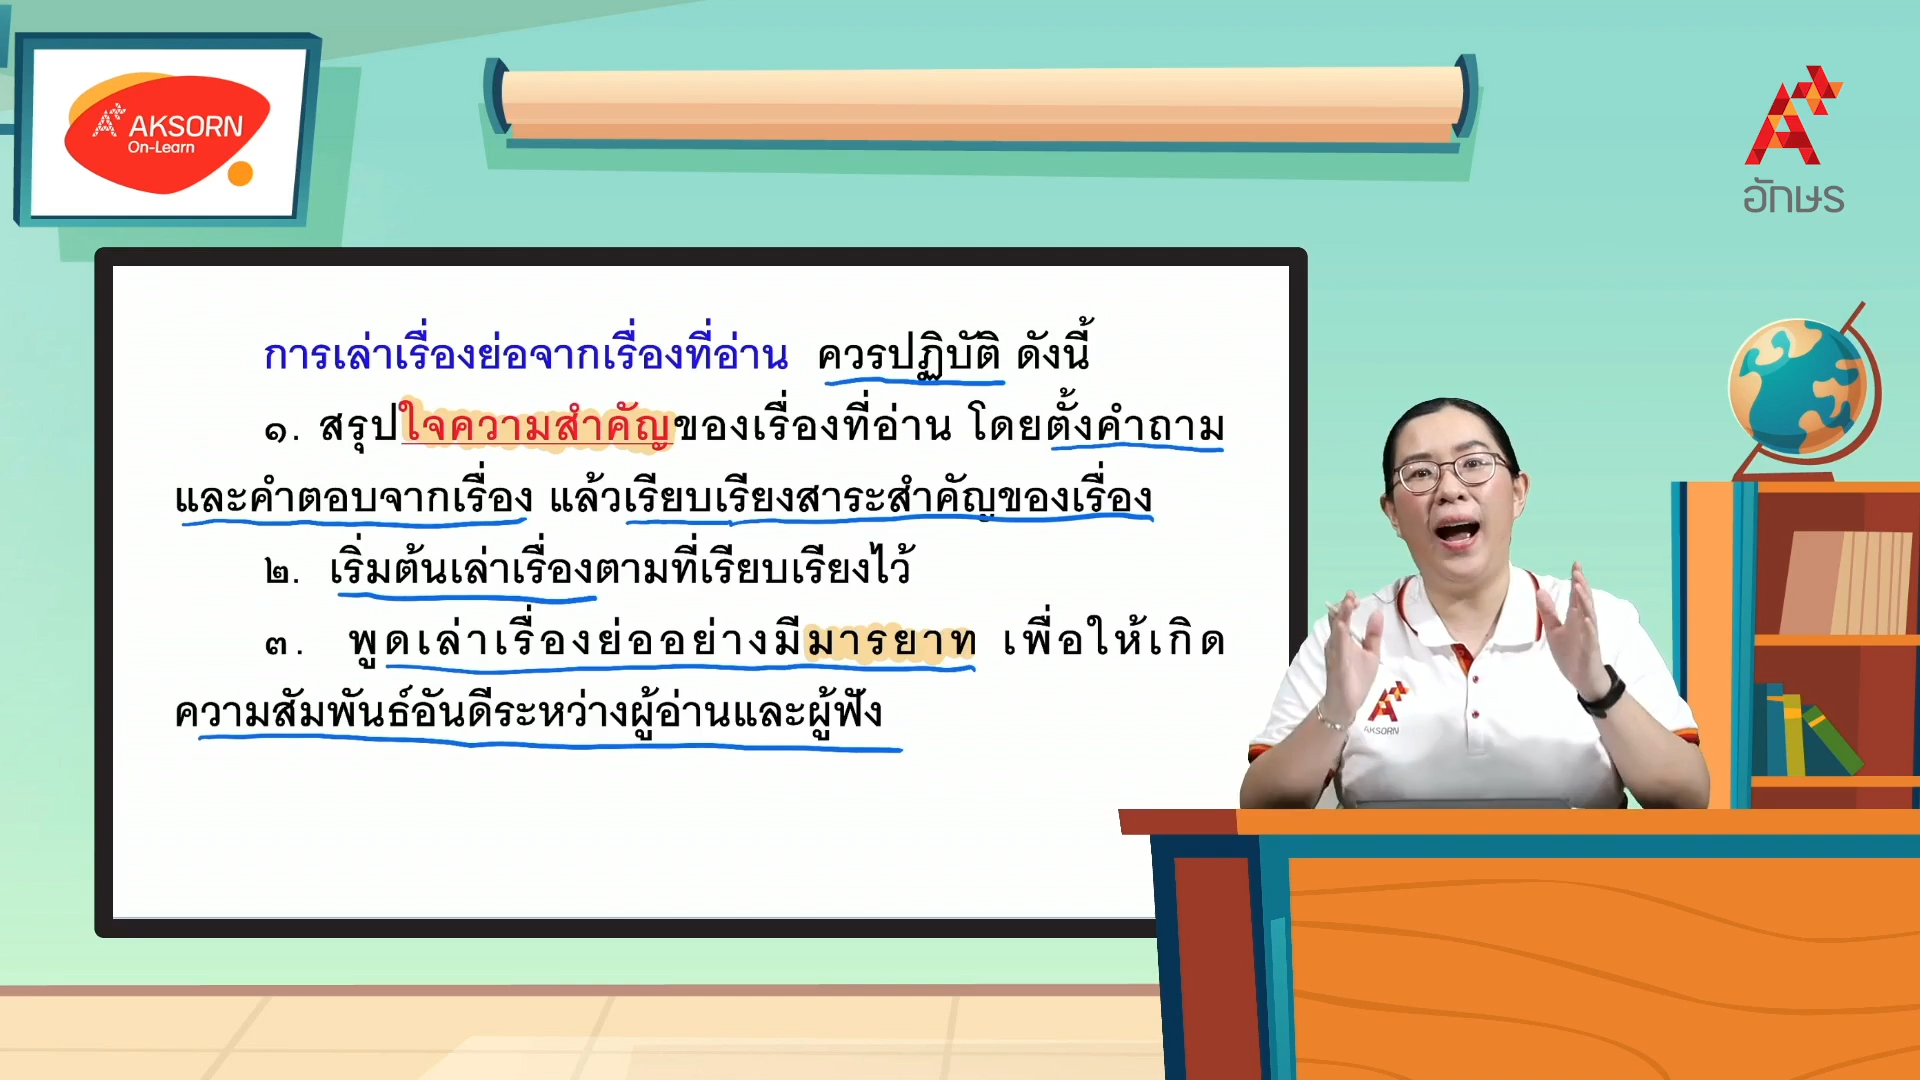 AKSORN
On-Learn
อักษร
การเล่าเรื่องย่อจากเรื่องที่อ่าน ควรปฏิบัติ ดังนี้
๑. สรุปใจความสำคัญของเรื่องที่อ่าน โดยตั้งคำถาม
และคำตอบจากเรื่อง แล้วเรียบเรียงสาระสำคัญของเรื่อง
๒. เริ่มต้นเล่าเรื่องตามที่เรียบเรียงไว้
๓. พูดเล่าเรื่องย่ออย่างมีมารยาท เพื่อให้เกิด
ความสัมพันธ์อันดีระหว่างผู้อ่านและผู้ฟัง
AKSORN